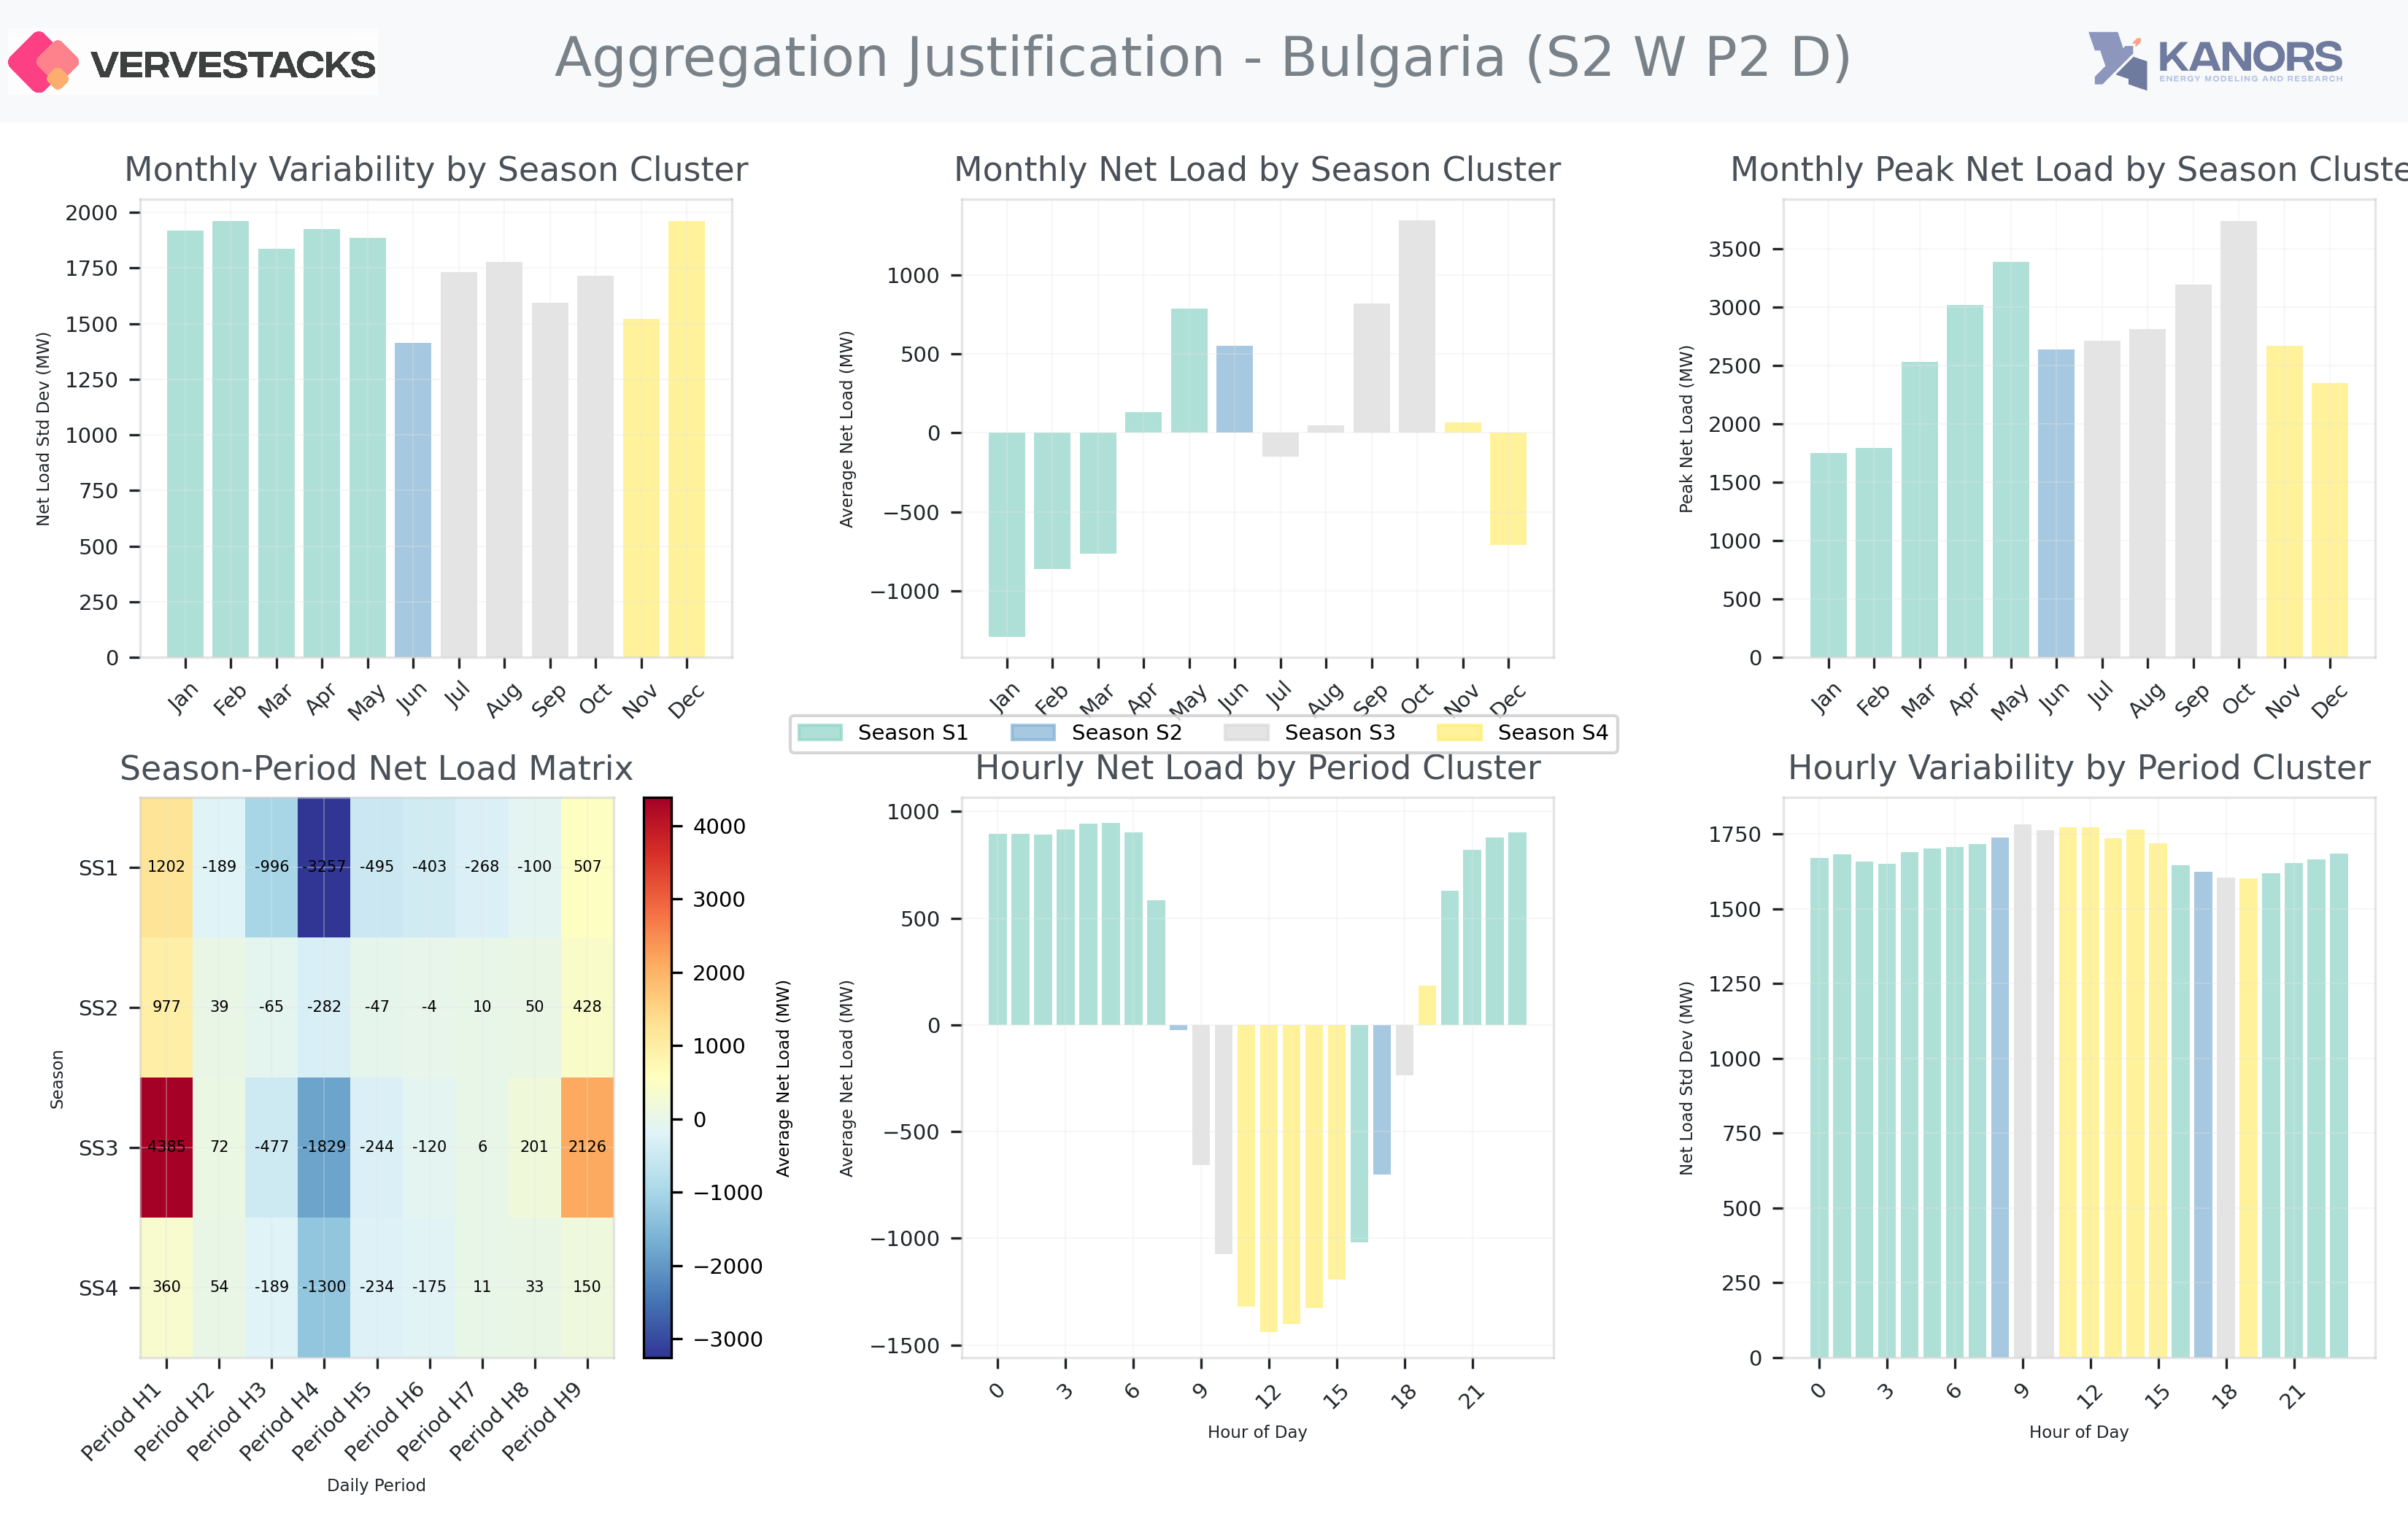 VERVESTACKS
Aggregation Justification - Bulgaria (S2 W P2 D)
KANORS
ENERGY MODELING AND RESEARCH
Monthly Variability by Season Cluster
Net Load Std Dev (MW)
2000
1750
1500
1250
1000
750
500
250
0
Jan Feb Mar Apr May Jun Jul Aug Sep Oct Nov Dec
Monthly Net Load by Season Cluster
Average Net Load (MW)
1000
500
0
−500
−1000
Jan Feb Mar Apr May Jun Jul Aug Sep Oct Nov Dec
Monthly Peak Net Load by Season Cluste
Peak Net Load (MW)
3500
3000
2500
2000
1500
1000
500
0
Jan Feb Mar Apr May Jun Jul Aug Sep Oct Nov Dec
Season S1 Season S2 Season S3 Season S4
Season-Period Net Load Matrix
Season
SS1 1202 -189 -996 -3257 -495 -403 -268 -100 507
SS2 977 39 -65 -282 -47 -4 10 50 428
SS3 4385 72 -477 -1829 -244 -120 6 201 2126
SS4 360 54 -189 -1300 -234 -175 11 33 150
Period H1 Period H2 Period H3 Period H4 Period H5 Period H6 Period H7 Period H8 Period H9
Daily Period
4000
3000
2000
1000
0
−1000
−2000
−3000
Average Net Load (MW)
Hourly Net Load by Period Cluster
Average Net Load (MW)
1000
500
0
−500
−1000
−1500
0 3 6 9 12 15 18 21
Hour of Day
Hourly Variability by Period Cluster
Net Load Std Dev (MW)
1750
1500
1250
1000
750
500
250
0
0 3 6 9 12 15 18 21
Hour of Day